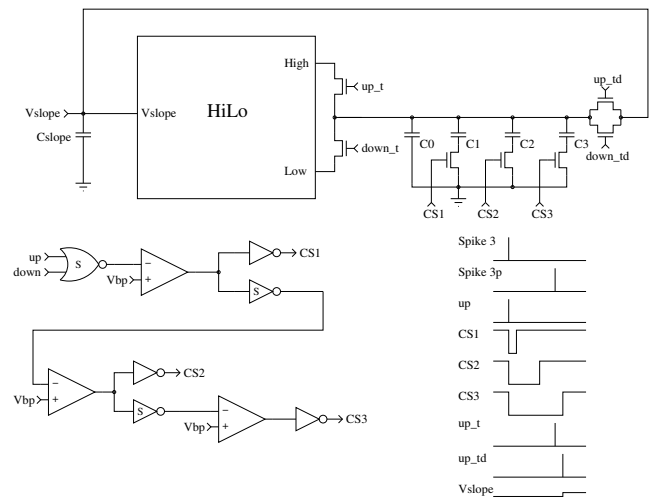 High
up_t
up_td
Vslope
Vslope
HiLo
Cslope
C0
C1
C2
C3
down_t
down_td
Low
CS1
CS2
CS3
up
down
S
−
+
Vbp
CS1
S
−
+
Vbp
CS2
S
−
+
Vbp
CS3
Spike 3
Spike 3p
up
CS1
CS2
CS3
up_t
up_td
Vslope